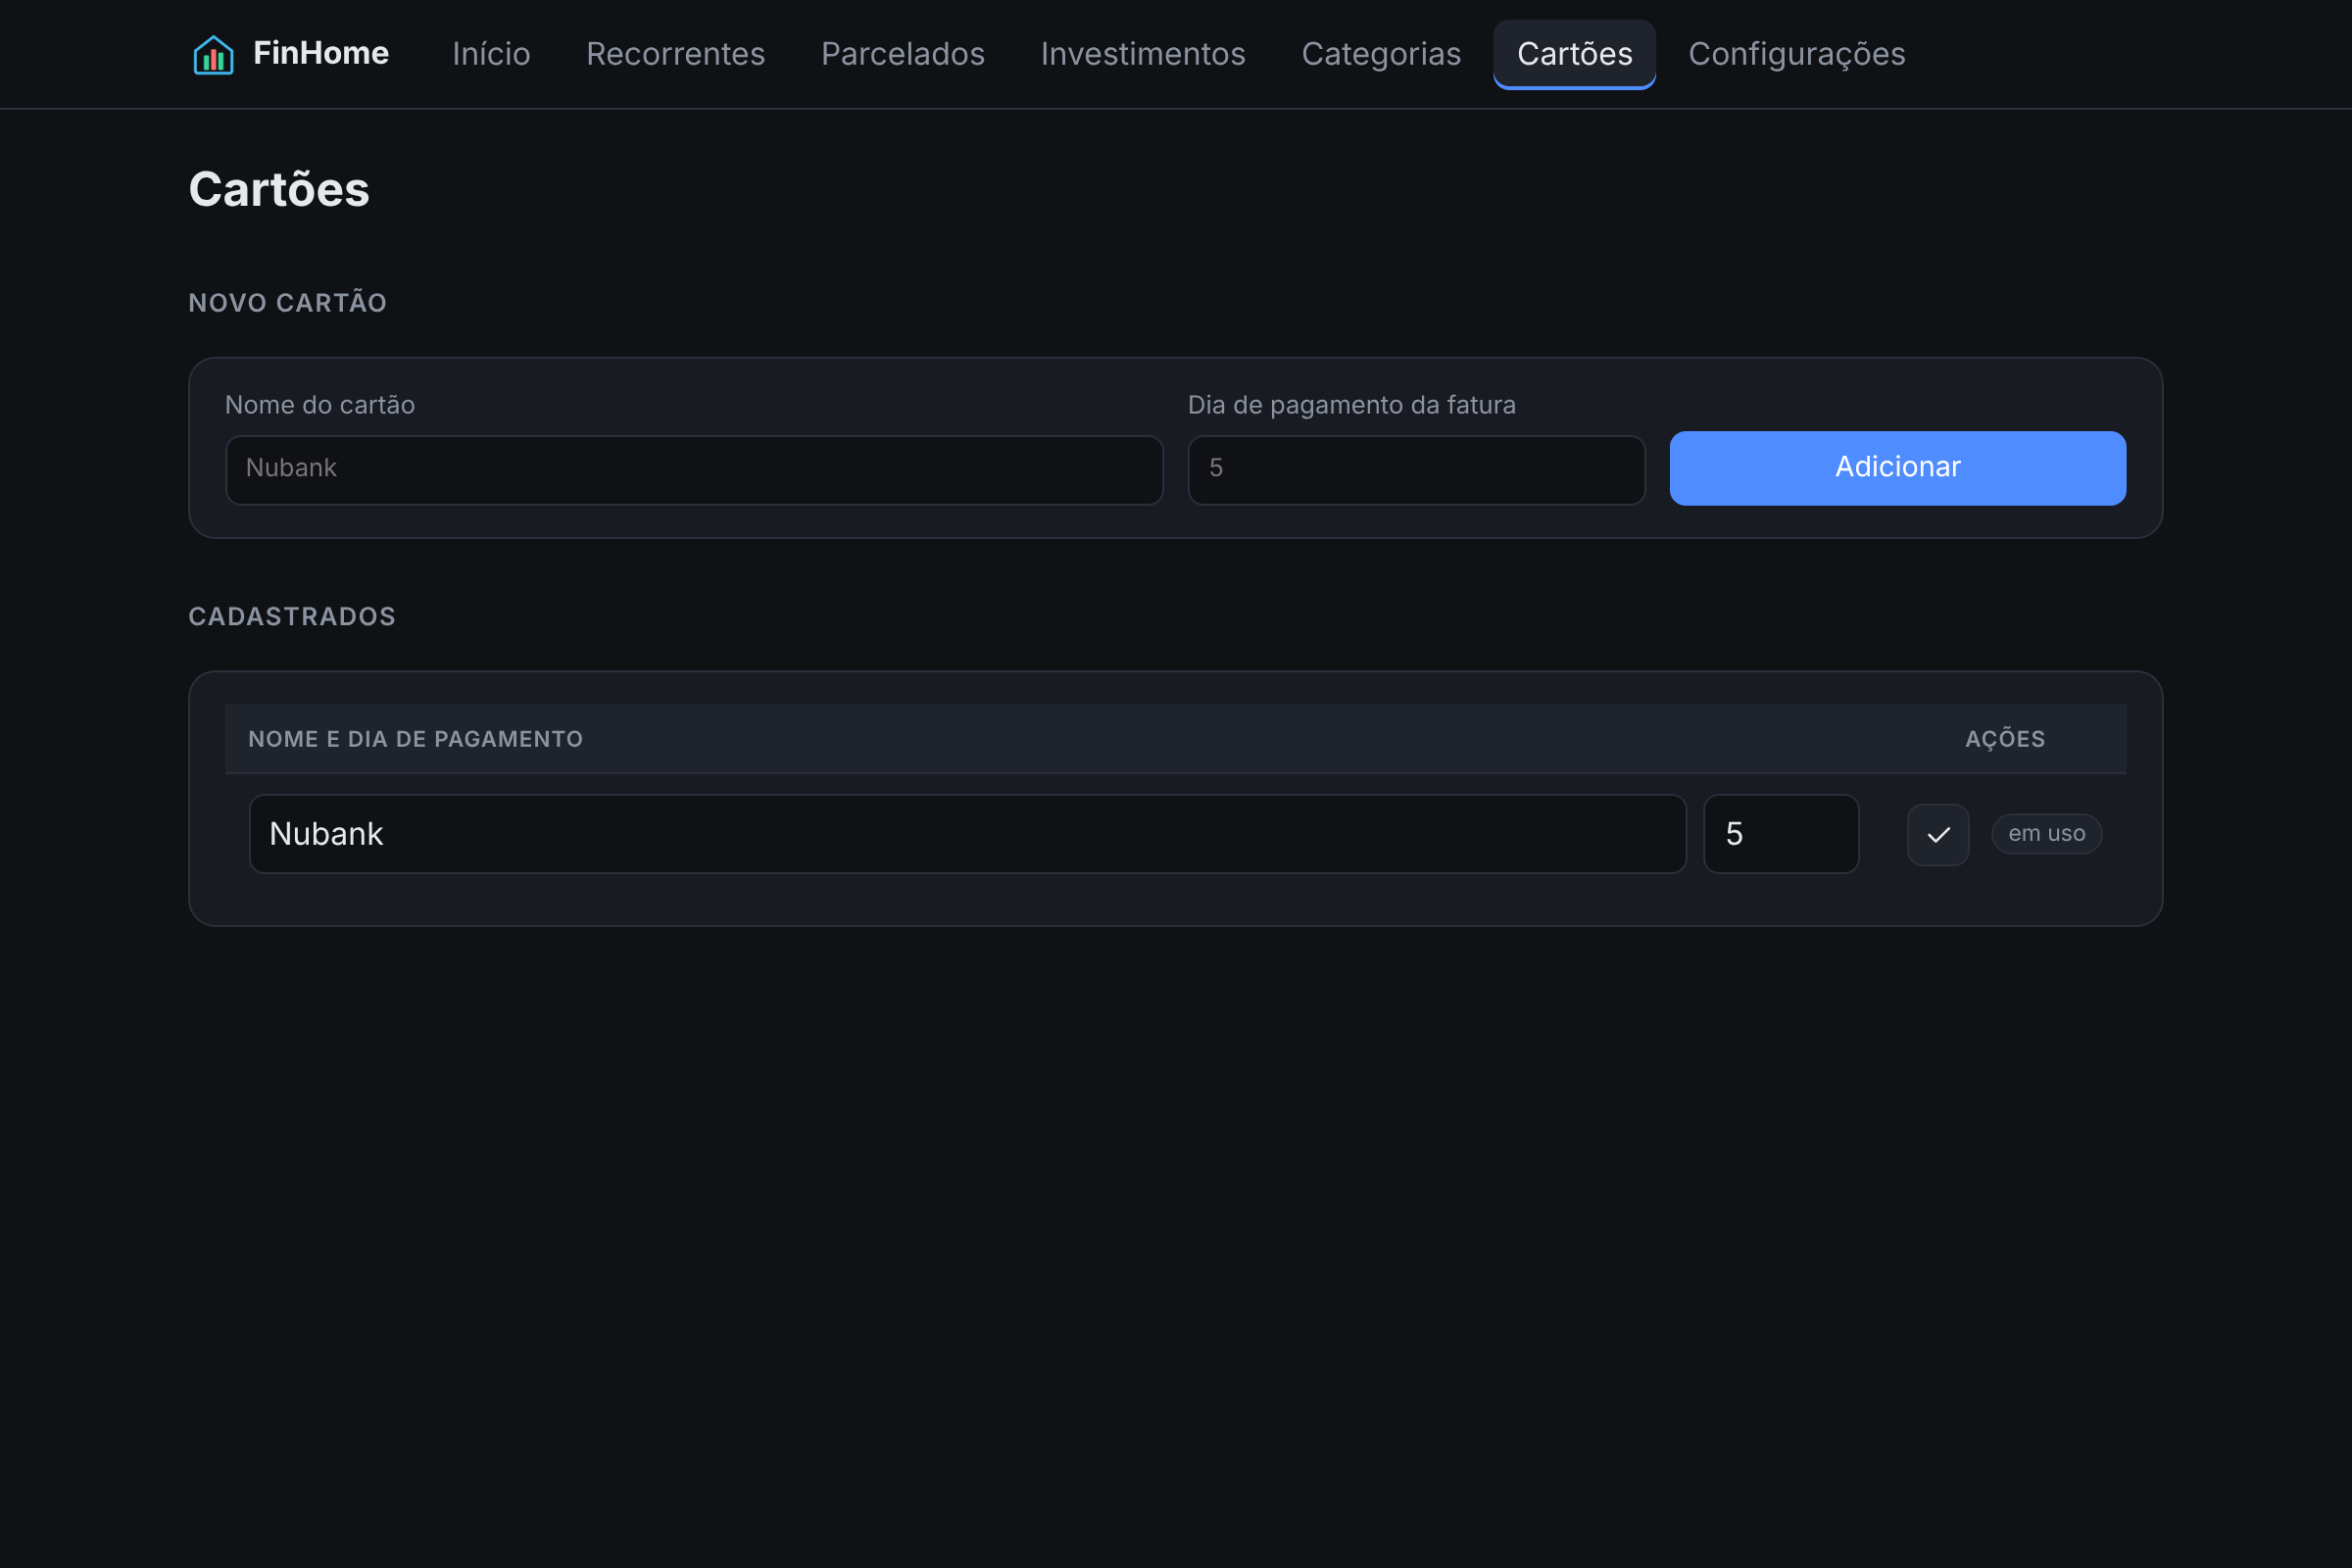 FinHome Início Recorrentes Parcelados Investimentos Categorias Cartões Configurações
Cartões
NOVO CARTÃO
Nome do cartão Dia de pagamento da fatura
Nubank 5 Adicionar
CADASTRADOS
NOME E DIA DE PAGAMENTO AÇÕES
Nubank 5 em uso